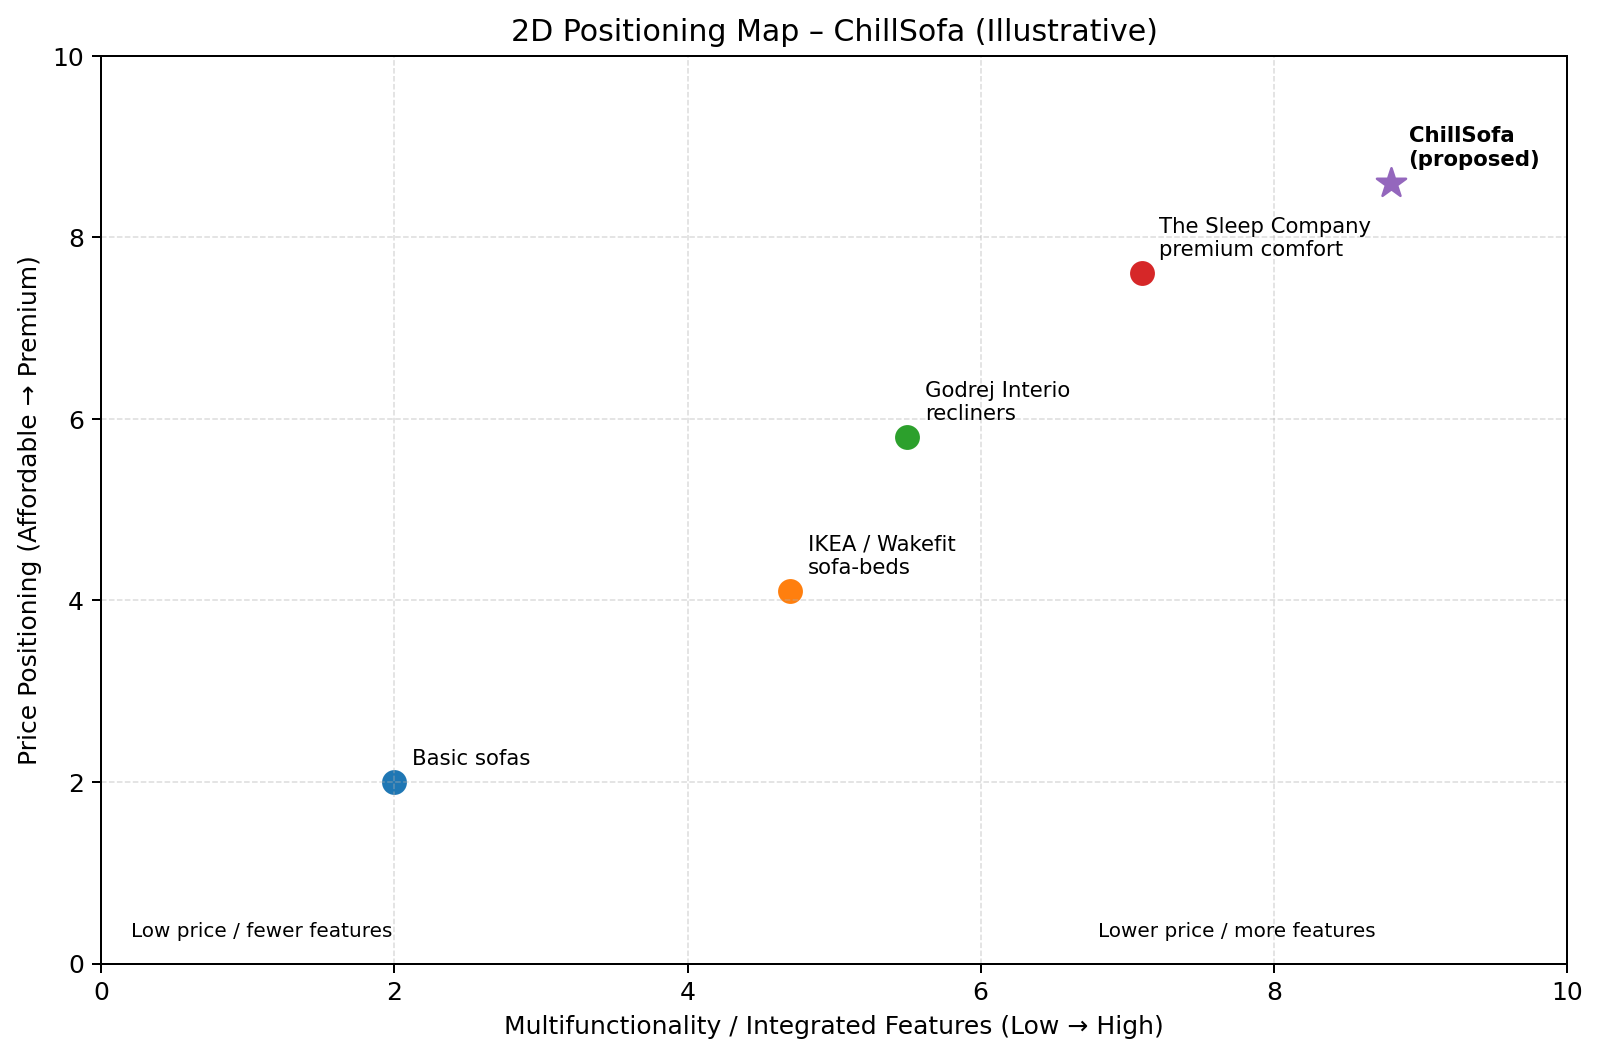 2D Positioning Map – ChillSofa (Illustrative)
Price Positioning (Affordable → Premium)
10
8
6
4
2
0
ChillSofa
(proposed)
The Sleep Company
premium comfort
Godrej Interio
recliners
IKEA / Wakefit
sofa-beds
Basic sofas
Low price / fewer features
Lower price / more features
0
2
4
6
8
10
Multifunctionality / Integrated Features (Low → High)